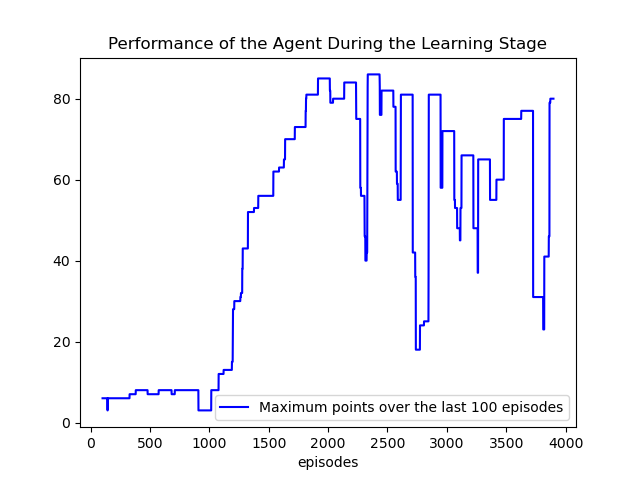 Performance of the Agent During the Learning Stage
80
60
40
20
0
Maximum points over the last 100 episodes
0 500 1000 1500 2000 2500 3000 3500 4000
episodes